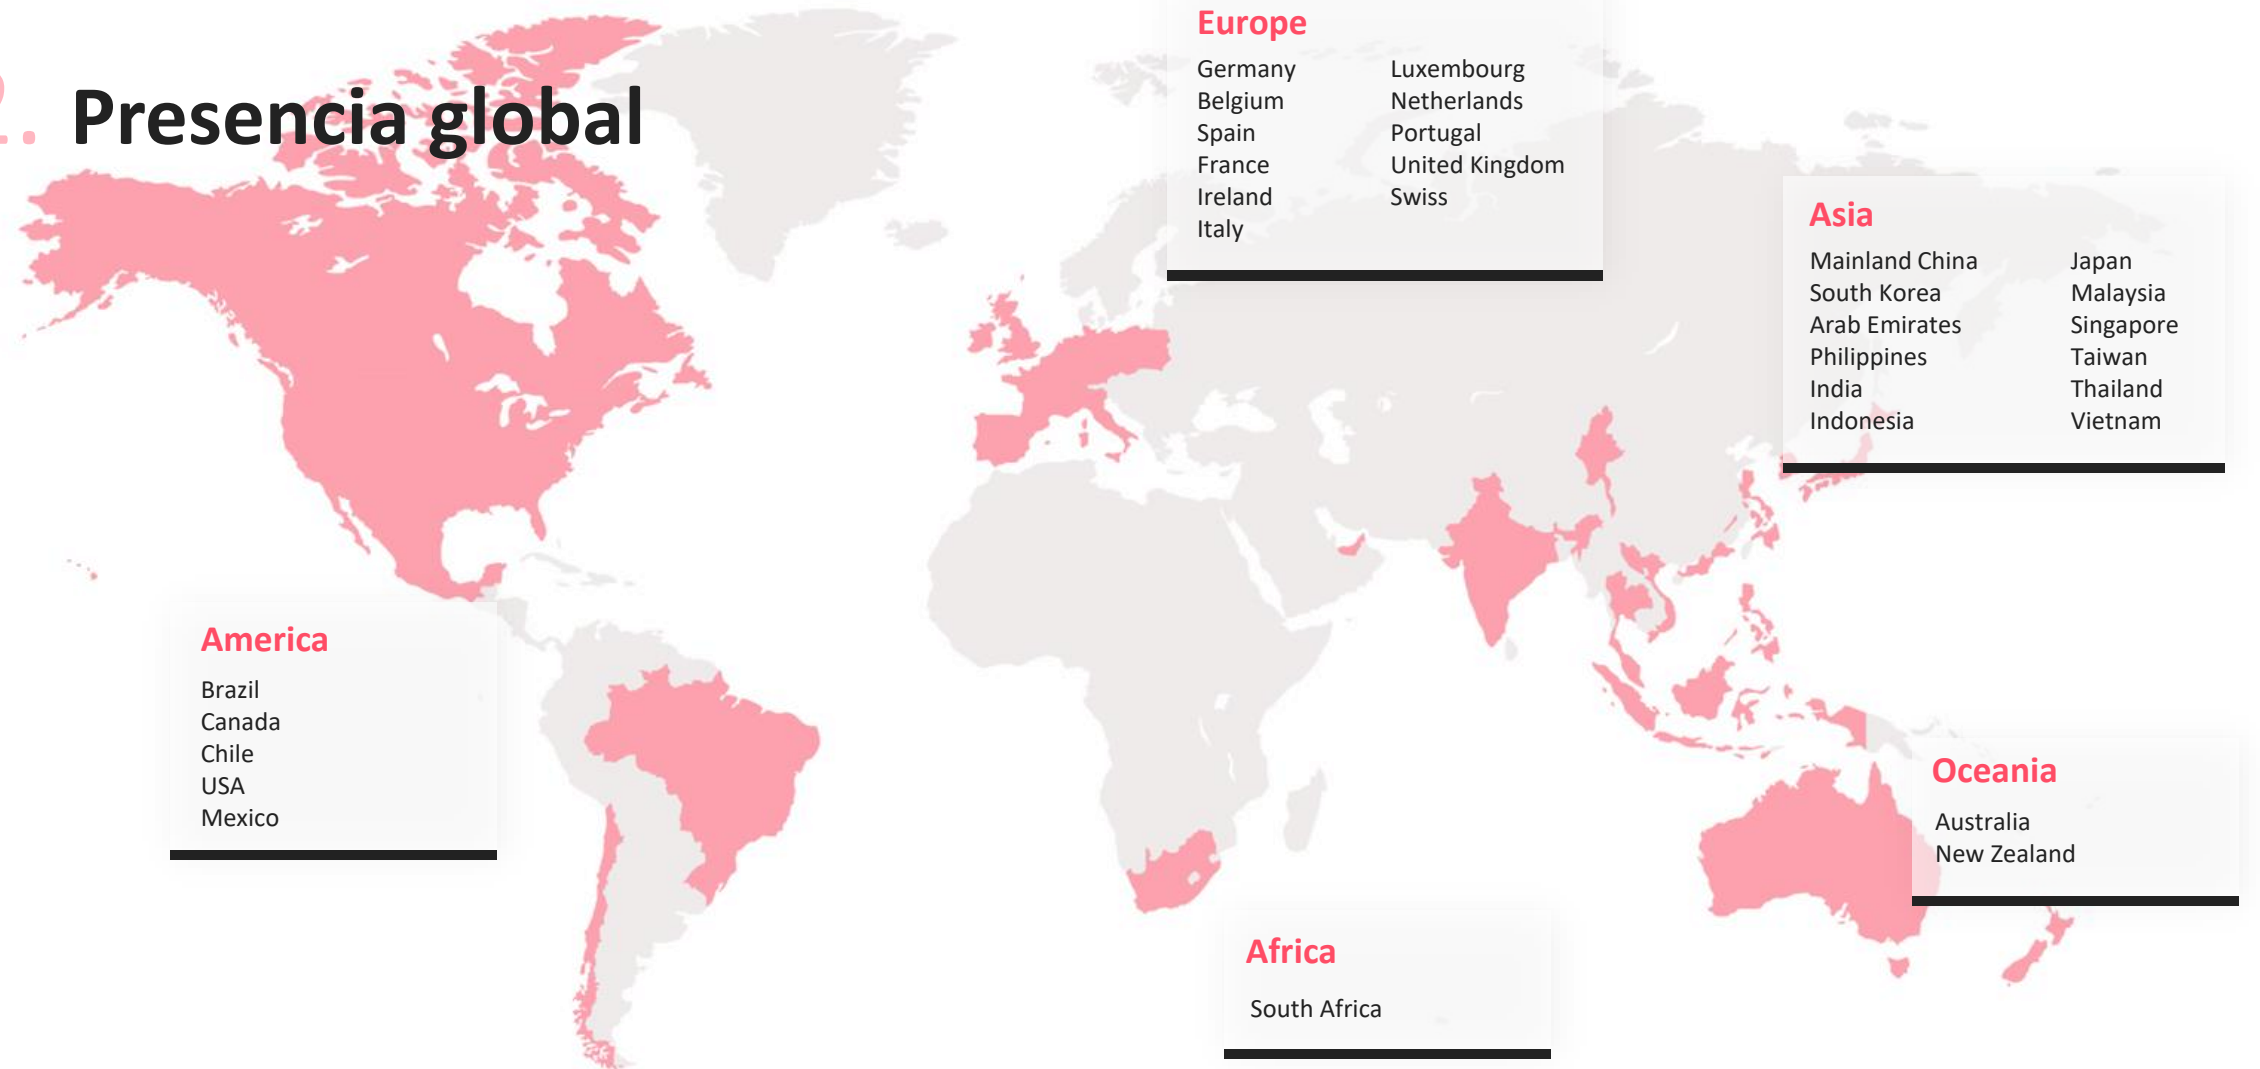 2. Presencia global
Europe
Germany
Belgium
Spain
France
Ireland
Italy
Luxembourg
Netherlands
Portugal
United Kingdom
Swiss
Asia
Mainland China
South Korea
Arab Emirates
Philippines
India
Indonesia
Japan
Malaysia
Singapore
Taiwan
Thailand
Vietnam
America
Brazil
Canada
Chile
USA
Mexico
Oceania
Australia
New Zealand
Africa
South Africa